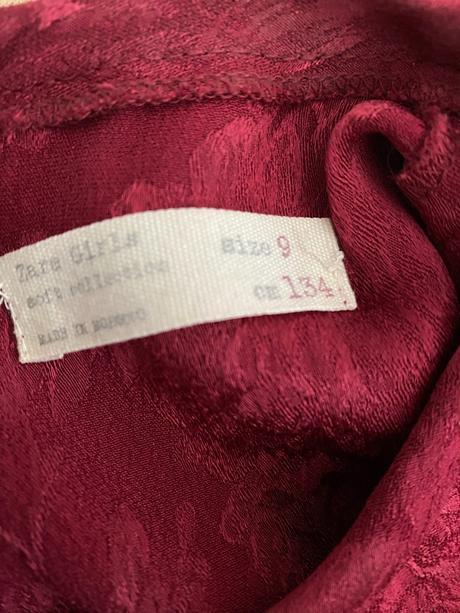 Zara Girls size 9
soft collection cm 134
MADE IN MOROCCO